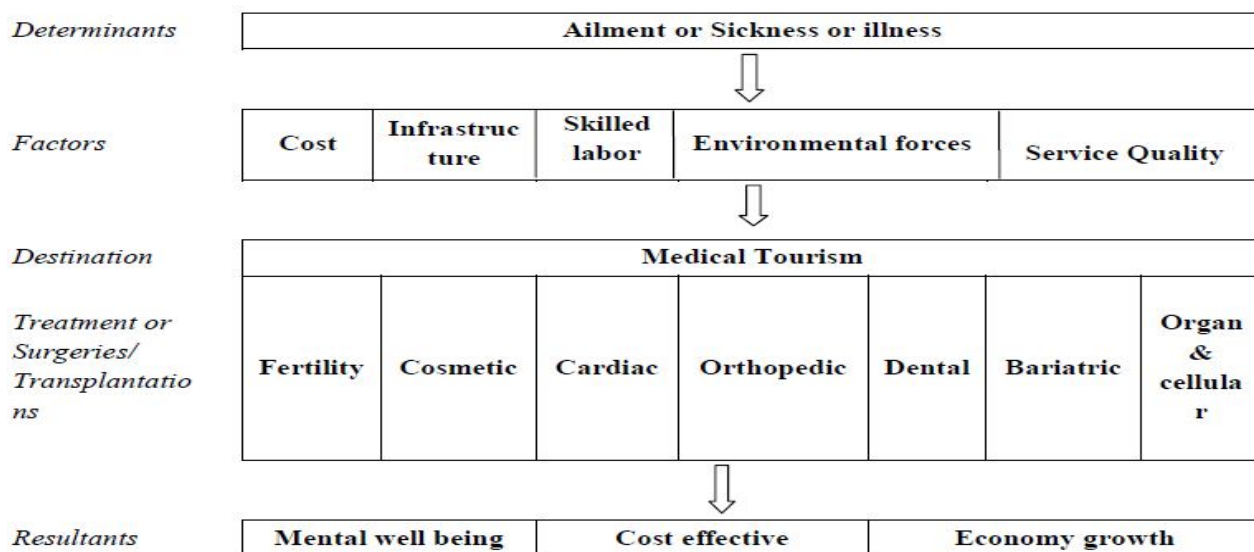 Determinants
Ailment or Sickness or illness
Factors
Cost
Infrastruc
ture
Skilled
labor
Environmental forces
Service Quality
Destination
Medical Tourism
Treatment or
Surgeries/
Transplantatio
ns
Fertility
Cosmetic
Cardiac
Orthopedic
Dental
Bariatric
Organ
&
cellula
r
Resultants
Mental well being
Cost effective
Economy growth